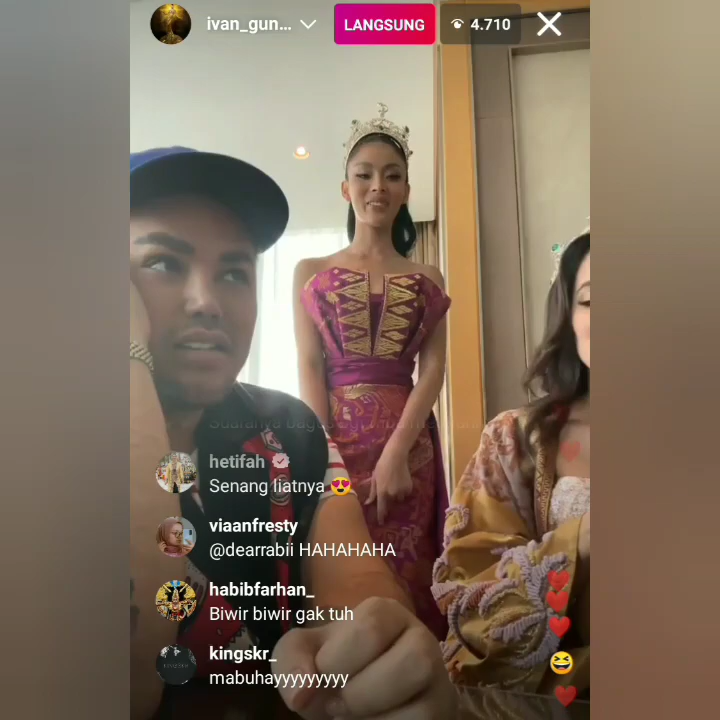 ivan_gun...
LANGSUNG
4.710
hetifah
Senang liatnya 😍
viaanfresty
@dearrabii HAHAHAHA
habibfarhan_
Biwir biwir gak tuh
kingskr_
mabuhayyyyyyyyy